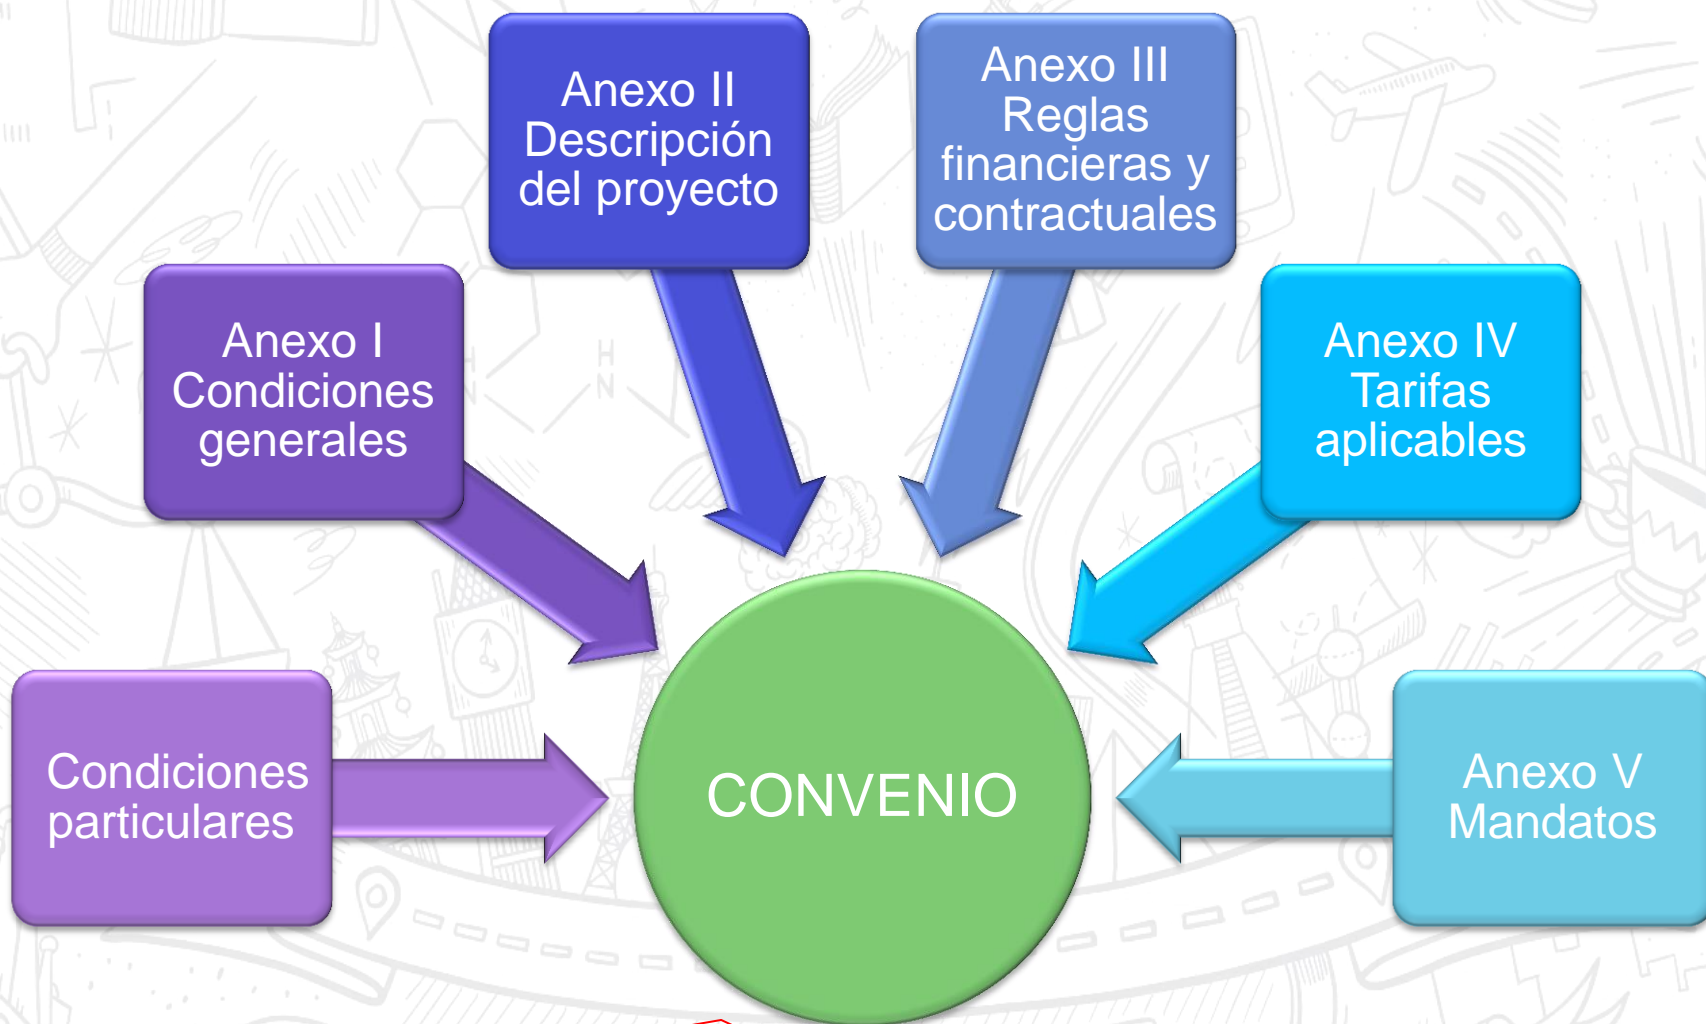 Anexo II
Descripción
del proyecto
Anexo III
Reglas
financieras y
contractuales
Anexo I
Condiciones
generales
Anexo IV
Tarifas
aplicables
Condiciones
particulares
CONVENIO
Anexo V
Mandatos
H
N
H
N